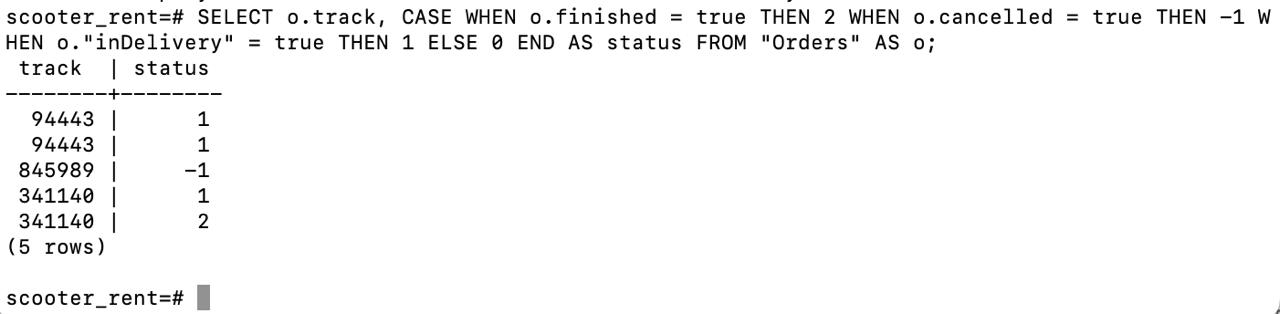 scooter_rent=# SELECT o.track, CASE WHEN o.finished = true THEN 2 WHEN o.cancelled = true THEN -1 W
HEN o."inDelivery" = true THEN 1 ELSE 0 END AS status FROM "Orders" AS o;
 track  | status
--------+--------
  94443 |      1
  94443 |      1
 845989 |     -1
 341140 |      1
 341140 |      2
(5 rows)
scooter_rent=#